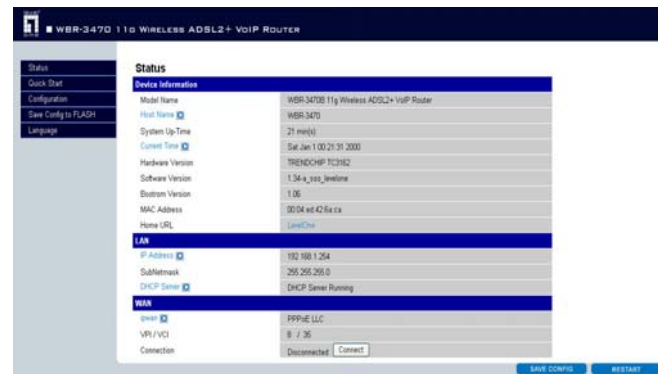 WBR-3470 11G WIRELESS ADSL2+ VOIP ROUTER
Status
Quick Start
Configuration
Save Config to FLASH
Language
Status
Device Information
Model Name WBR-3470B 11g Wireless ADSL2+ VoIP Router
Host Name WBR-3470
System Up-Time 21 min(s)
Current Time Sat Jan 1 00:21:31 2000
Hardware Version TRENDCHIP TC3162
Software Version
Bootrom Version 1.06
MAC Address 00:04:ed:42:6a:ca
Home URL LevelOne
LAN
IP Address 192.168.1.254
SubNetmask 255.255.255.0
DHCP Server DHCP Server Running
WAN
PPPoE LLC
VPI / VCI 8 / 35
Connection Disconnected Connect
SAVE CONFIG RESTART